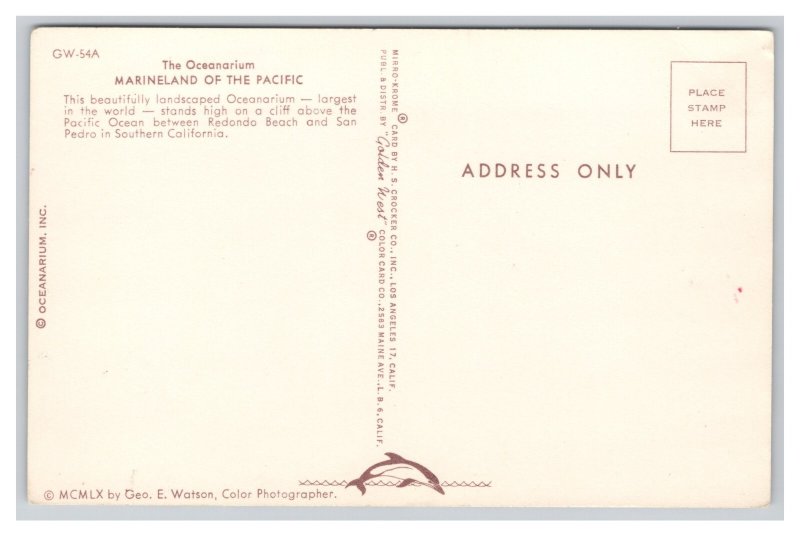 GW-54A
The Oceanarium
MARINELAND OF THE PACIFIC
This beautifully landscaped Oceanarium — largest
in the world — stands high on a cliff above the
Pacific Ocean between Redondo Beach and San
Pedro in Southern California.
© OCEANARIUM, INC.
© MCMLX by Geo. E. Watson, Color Photographer.
MIRRO-KROME ® CARD BY H. S. CROCKER CO., INC., LOS ANGELES 17, CALIF.
PUBL & DISTR. BY "Golden West" ® COLOR CARD CO., 2583 MAINE AVE., L. B. 6, CALIF.
PLACE
STAMP
HERE
ADDRESS ONLY